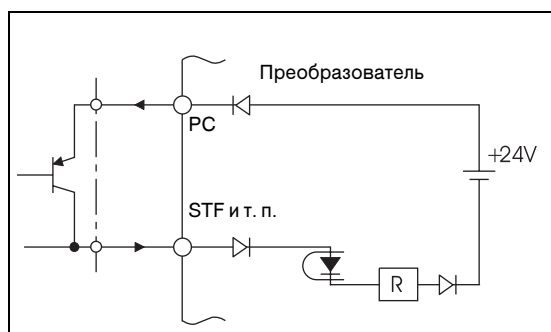 Преобразователь
PC
+24V
STF и т. п.
R